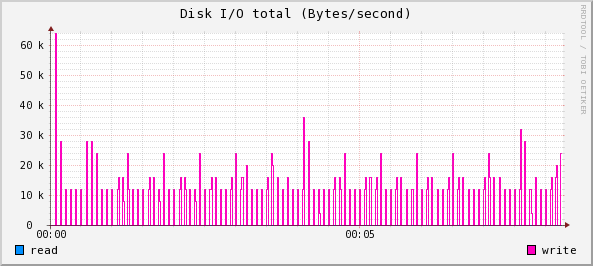 Disk I/O total (Bytes/second)
RRDTOOL / TOBI OETIKER
60 k
50 k
40 k
30 k
20 k
10 k
0
00:00 00:05
read write